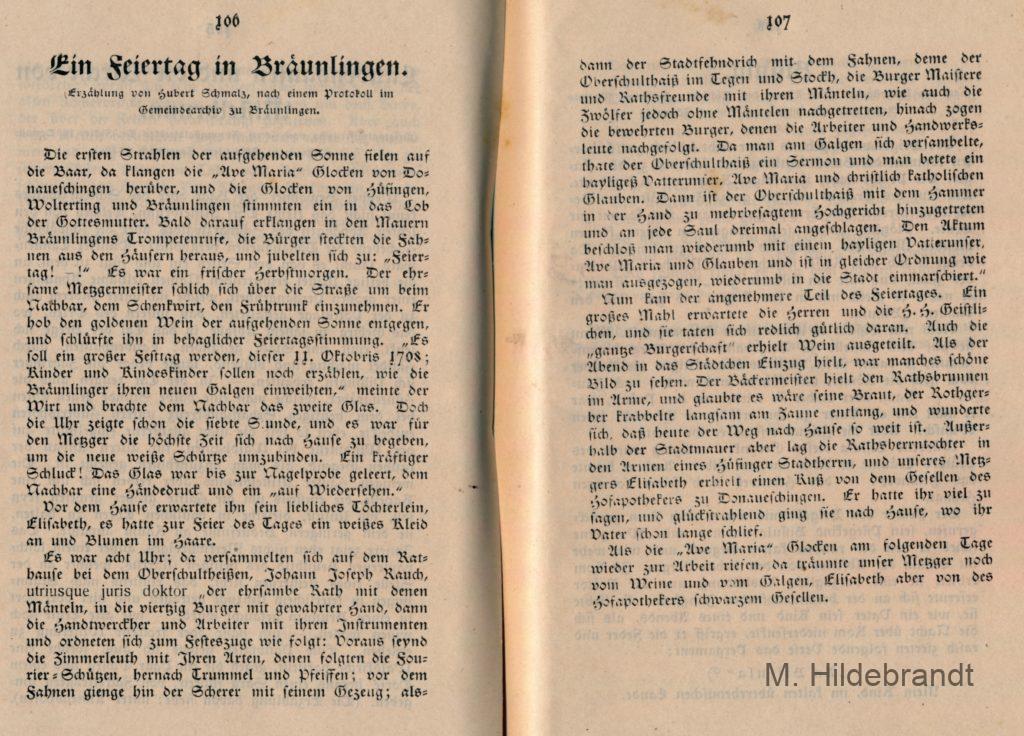 106
Ein Feiertag in Bräunlingen.
(Erzählung von Hubert Schmalz, nach einem Protokoll im
Gemeindearchiv zu Bräunlingen.
Die ersten Strahlen der aufgehenden Sonne fielen auf
die Baar, da klangen die „Ave Maria“ Glocken von Do-
naueschingen herüber, und die Glocken von Hüfingen,
Wolterting und Bräunlingen stimmten ein in das Lob
der Gottesmutter. Bald darauf erklangen in den Mauern
Bräunlingens Trompetenrufe, die Bürger steckten die Fah-
nen aus den Häusern heraus, und jubelten sich zu: „Feier-
tag! —!“ Es war ein frischer Herbstmorgen. Der ehr-
same Metzgermeister schlich sich über die Straße um beim
Nachbar, dem Schenkwirt, den Frühtrunk einzunehmen. Er
hob den goldenen Wein der aufgehenden Sonne entgegen,
und schlürfte ihn in behaglicher Feiertagsstimmung. „Es
soll ein großer Festtag werden, dieser 11. Oktobris 1708;
Kinder und Kindeskinder sollen noch erzählen, wie die
Bräunlinger ihren neuen Galgen einweihten,“ meinte der
Wirt und brachte dem Nachbar das zweite Glas. Doch
die Uhr zeigte schon die siebte Stunde, und es war für
den Metzger die höchste Zeit sich nach Hause zu begeben,
um die neue weiße Schürtze umzubinden. Ein kräftiger
Schluck! Das Glas war bis zur Nagelprobe geleert, dem
Nachbar eine Händedruck und ein „auf Wiedersehen.“
Vor dem Hause erwartete ihn sein liebliches Töchterlein,
Elisabeth, es hatte zur Feier des Tages ein weißes Kleid
an und Blumen im Haare.
Es war acht Uhr; da versammelten sich auf dem Rat-
hause bei dem Oberschultheißen, Johann Joseph Rauch,
utriusque juris doktor „der ehrsambe Rath mit denen
Mänteln, in die viertzig Burger mit gewahrter Hand, dann
die Handtwerckher und Arbeiter mit ihren Instrumenten
und ordneten sich zum Festeszuge wie folgt: Voraus seynd
die Zimmerleuth mit Ihren Axten, denen folgten die Fou-
rier-Schützen, hernach Trummel und Pfeiffen; vor dem
Fahnen gienge hin der Scherer mit seinem Gezeug; als-
107
dann der Stadtfehndrich mit dem Fahnen, deme der
Oberschulthaiß im Tegen und Stockh, die Burger Maistere
und Rathsfreunde mit ihren Mänteln, wie auch die
Zwölfer jedoch ohne Mäntelen nachgetretten, hinach zogen
die bewehrten Burger, denen die Arbeiter und Handwerks-
leute nachgefolgt. Da man am Galgen sich versambelte,
thate der Oberschulthaiß ein Sermon und man betete ein
hayligeß Vatterunser, Ave Maria und christlich katholischen
Glauben. Dann ist der Oberschulthaiß mit dem Hammer
in der Hand zu mehrbesagtem Hochgericht hinzugetreten
und an jede Saul dreimal angeschlagen. Den Aktum
beschloß man wiederumb mit einem hayligen Vatterunser,
Ave Maria und Glauben und ist in gleicher Ordnung wie
man ausgezogen, wiederumb in die Stadt einmarschiert.“
Nun kam der angenehmere Teil des Feiertages. Ein
großes Mahl erwartete die Herren und die H. H. Geistli-
chen, und sie taten sich redlich gütlich daran. Auch die
„gantze Burgerschaft“ erhielt Wein ausgeteilt. Als der
Abend in das Städtchen Einzug hielt, war manches schöne
Bild zu sehen. Der Bäckermeister hielt den Rathsbrunnen
im Arme, und glaubte es wäre seine Braut, der Rothger-
ber krabbelte langsam am Zaune entlang, und wunderte
sich, daß heute der Weg nach Hause so weit ist. Außer-
halb der Stadtmauer aber lag die Rathsherrntochter in
den Armen eines Hüfinger Stadtherrn, und unseres Metz-
gers Elisabeth erhielt einen Kuß von dem Gesellen des
Hofapothekers zu Donaueschingen. Er hatte ihr viel zu
sagen, und glückstrahlend ging sie nach Hause, wo ihr
Vater schon lange schlief.
Als die „Ave Maria“ Glocken am folgenden Tage
wieder zur Arbeit riefen, da träumte unser Metzger noch
vom Weine und vom Galgen, Elisabeth aber von des
Hofapothekers schwarzem Gesellen.
M. Hildebrandt